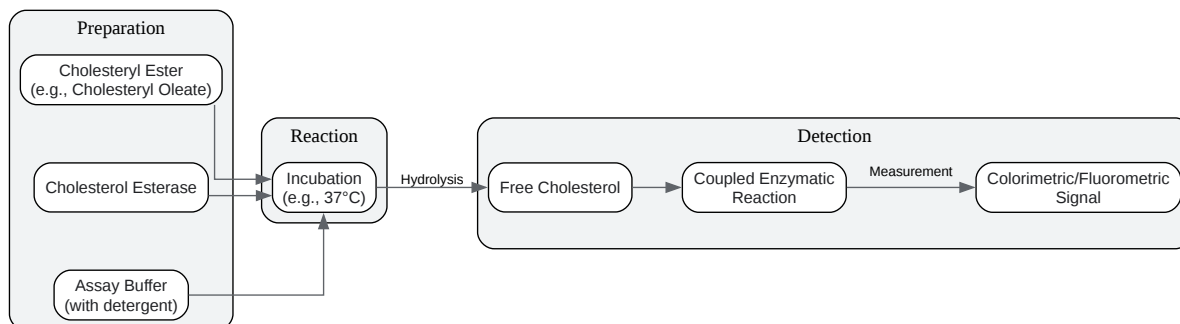 Preparation
Cholesteryl Ester
(e.g., Cholesteryl Oleate)
Cholesterol Esterase
Assay Buffer
(with detergent)
Reaction
Incubation
(e.g., 37°C)
Hydrolysis
Detection
Free Cholesterol
Coupled Enzymatic
Reaction
Measurement
Colorimetric/Fluorometric
Signal